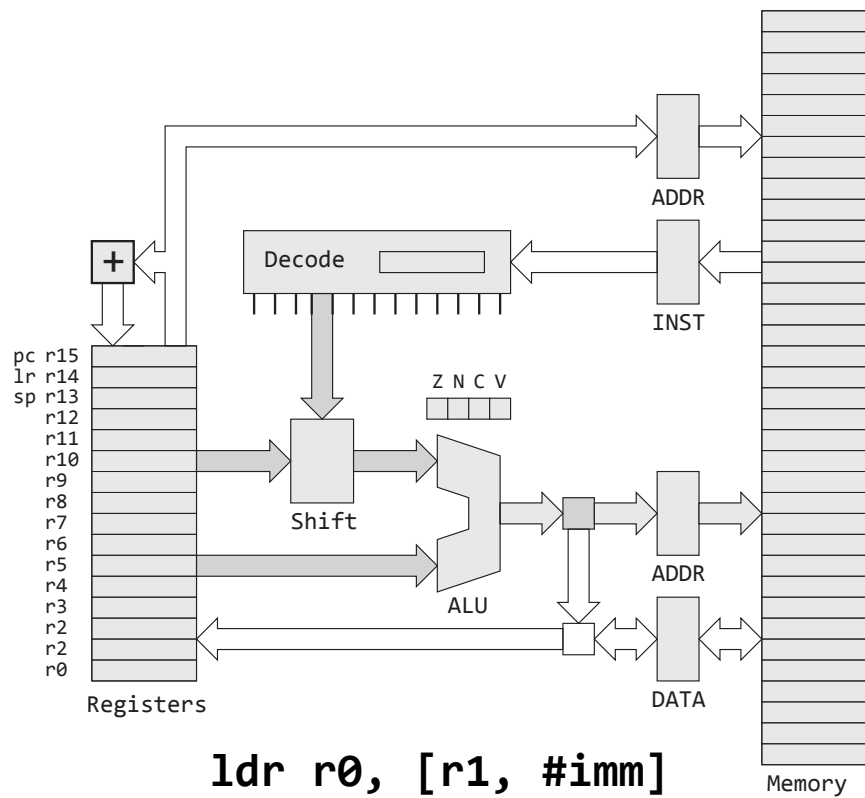 ADDR
+
Decode
INST
pc r15
lr r14
sp r13
r12
r11
r10
r9
r8
r7
r6
r5
r4
r3
r2
r2
r0
Registers
Z N C V
Shift
ALU
ADDR
DATA
ldr r0, [r1, #imm]
Memory